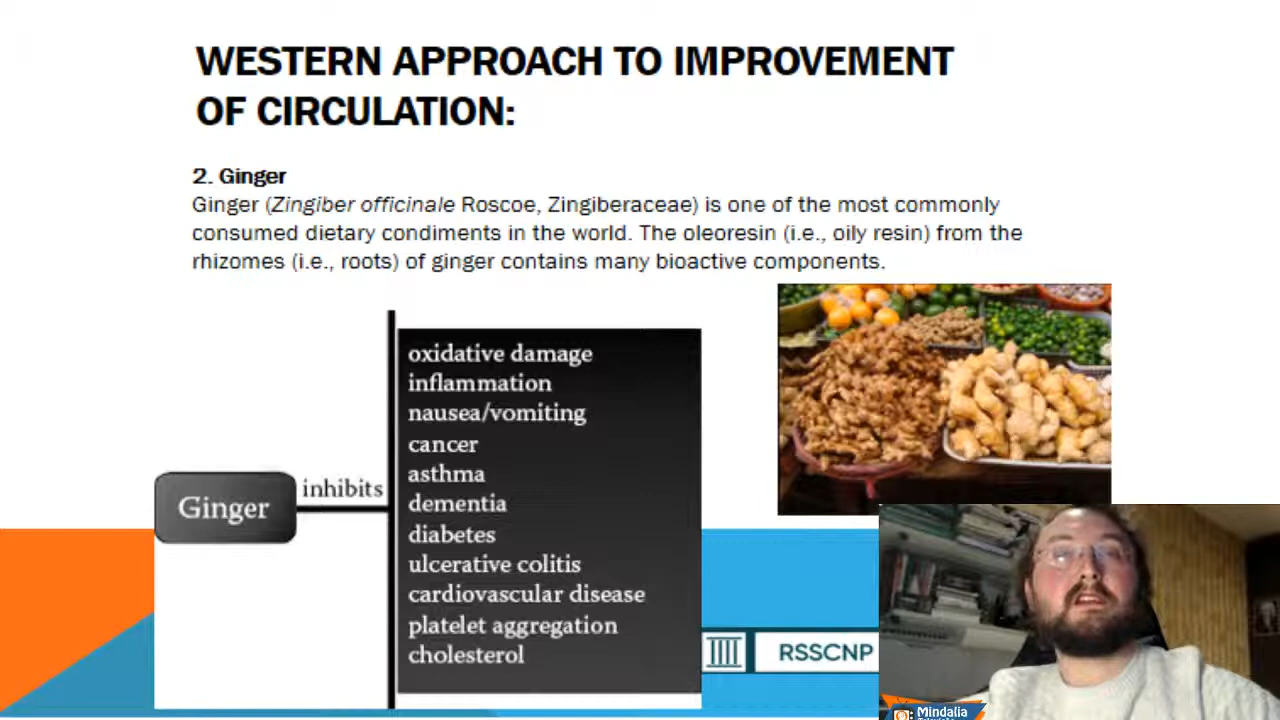 WESTERN APPROACH TO IMPROVEMENT
OF CIRCULATION:
2. Ginger
Ginger (Zingiber officinale Roscoe, Zingiberaceae) is one of the most commonly
consumed dietary condiments in the world. The oleoresin (i.e., oily resin) from the
rhizomes (i.e., roots) of ginger contains many bioactive components.
Ginger
inhibits
oxidative damage
inflammation
nausea/vomiting
cancer
asthma
dementia
diabetes
ulcerative colitis
cardiovascular disease
platelet aggregation
cholesterol
RSSCNP
Mindalia